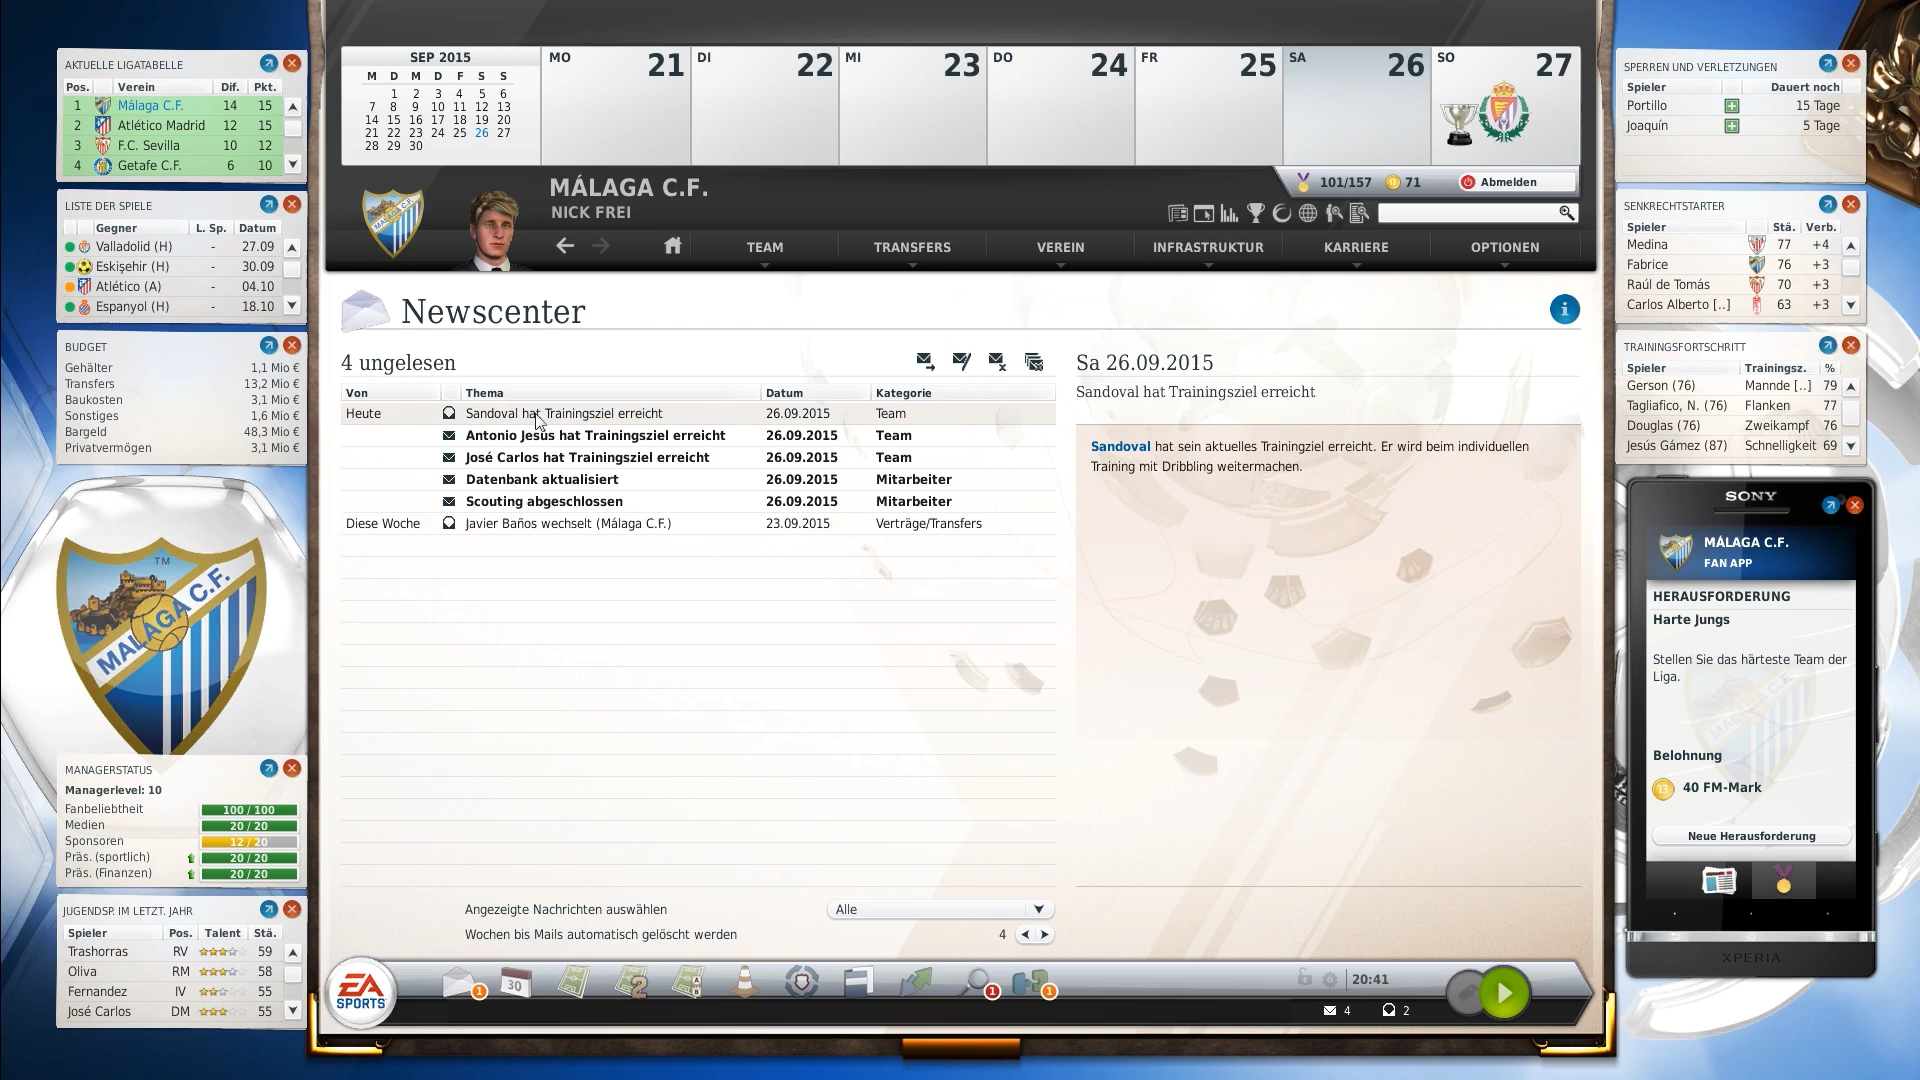 AKTUELLE LIGATABELLE
Pos. Verein Dif. Pkt.
1 Málaga C.F. 14 15
2 Atlético Madrid 12 15
3 F.C. Sevilla 10 12
4 Getafe C.F. 6 10
LISTE DER SPIELE
Gegner L. Sp. Datum
Valladolid (H) - 27.09
Eskişehir (H) - 30.09
Atlético (A) - 04.10
Espanyol (H) - 18.10
BUDGET
Gehälter 1,1 Mio €
Transfers 13,2 Mio €
Baukosten 3,1 Mio €
Sonstiges 1,6 Mio €
Bargeld 48,3 Mio €
Privatvermögen 3,1 Mio €
TM
MALAGA C.F.
MANAGERSTATUS
Managerlevel: 10
Fanbeliebtheit 100 / 100
Medien 20 / 20
Sponsoren 12 / 20
Präs. (sportlich) 20 / 20
Präs. (Finanzen) 20 / 20
JUGENDSP. IM LETZT. JAHR
Spieler Pos. Talent Stä.
Trashorras RV 59
Oliva RM 58
Fernandez IV 55
José Carlos DM 55
SEP 2015
M D M D F S S
1 2 3 4 5 6
7 8 9 10 11 12 13
14 15 16 17 18 19 20
21 22 23 24 25 26 27
28 29 30
MO 21 DI 22 MI 23 DO 24 FR 25 SA 26 SO 27
MÁLAGA C.F.
NICK FREI
101/157 71 Abmelden
TEAM TRANSFERS VEREIN INFRASTRUKTUR KARRIERE OPTIONEN
Newscenter
4 ungelesen
Von Thema Datum Kategorie
Heute Sandoval hat Trainingsziel erreicht 26.09.2015 Team
Antonio Jesús hat Trainingsziel erreicht 26.09.2015 Team
José Carlos hat Trainingsziel erreicht 26.09.2015 Team
Datenbank aktualisiert 26.09.2015 Mitarbeiter
Scouting abgeschlossen 26.09.2015 Mitarbeiter
Diese Woche Javier Baños wechselt (Málaga C.F.) 23.09.2015 Verträge/Transfers
Sa 26.09.2015
Sandoval hat Trainingsziel erreicht
Sandoval hat sein aktuelles Trainingziel erreicht. Er wird beim individuellen
Training mit Dribbling weitermachen.
Angezeigte Nachrichten auswählen Alle
Wochen bis Mails automatisch gelöscht werden 4
EA
SPORTS
1
30
2
1
1
20:41
4 2
SPERREN UND VERLETZUNGEN
Spieler Dauert noch
Portillo 15 Tage
Joaquín 5 Tage
SENKRECHTSTARTER
Spieler Stä. Verb.
Medina 77 +4
Fabrice 76 +3
Raúl de Tomás 70 +3
Carlos Alberto [..] 63 +3
TRAININGSFORTSCHRITT
Spieler Trainingsz. %
Gerson (76) Mannde [..] 79
Tagliafico, N. (76) Flanken 77
Douglas (76) Zweikampf 76
Jesús Gámez (87) Schnelligkeit 69
SONY
MÁLAGA C.F.
FAN APP
HERAUSFORDERUNG
Harte Jungs
Stellen Sie das härteste Team der
Liga.
Belohnung
13 40 FM-Mark
Neue Herausforderung
XPERIA